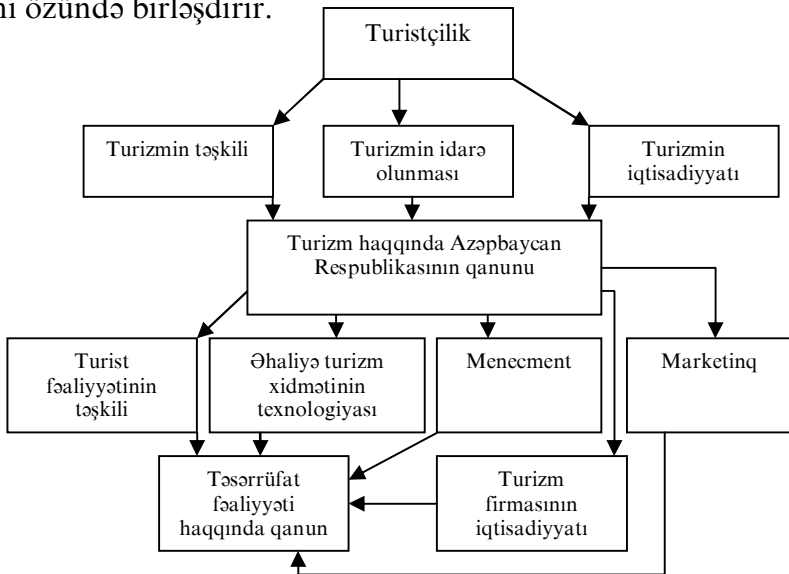 nı özündə birləşdirir.
Turistçilik
Turizmin təşkili
Turizmin idarə
olunması
Turizmin
iqtisadiyyatı
Turizm haqqında Azəpbaycan
Respublikasının qanunu
Turist
fəaliyyətinin
təşkili
Əhaliyə turizm
xidmətinin
texnologiyası
Menecment
Marketinq
Təsərrüfat
fəaliyyəti
haqqında qanun
Turizm
firmasının
iqtisadiyyatı